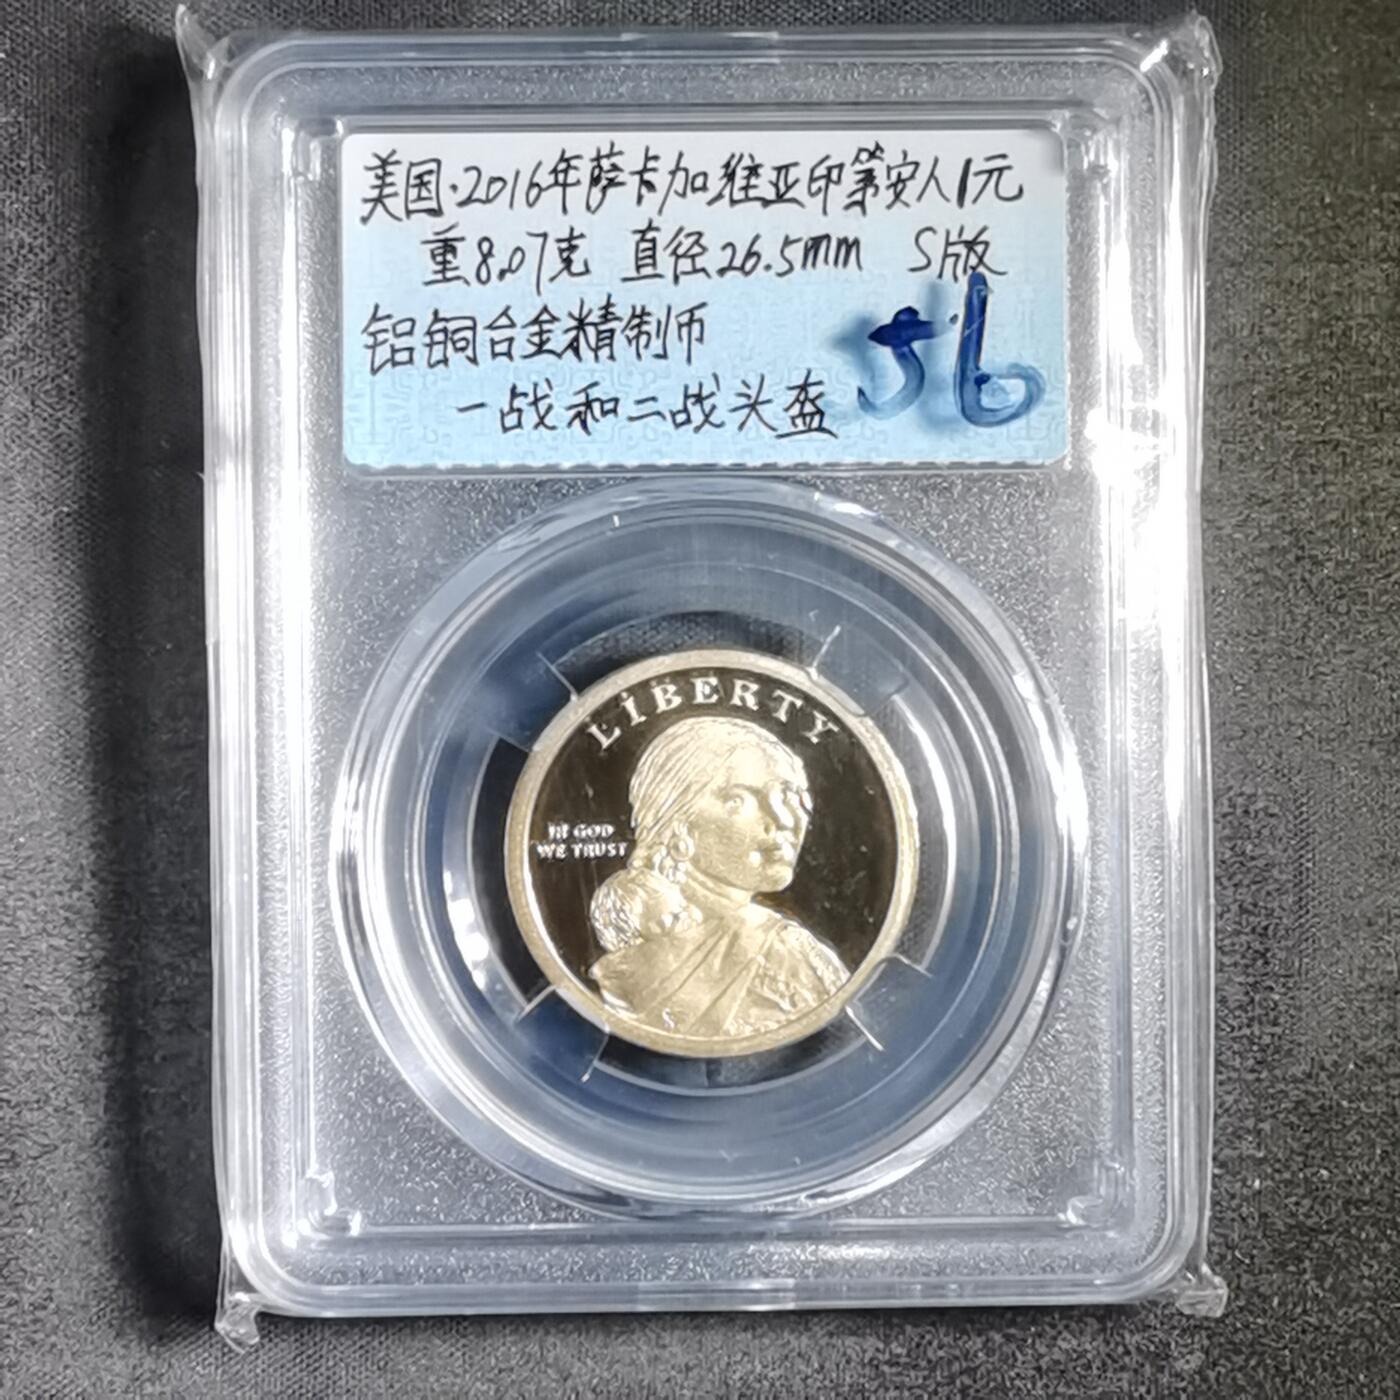 美国·2016年萨卡加维亚印第安人1元
重8.07克 直径26.5mm S版
铝铜合金精制币
一战和二战头盔
56
LIBERTY
IN GOD
WE TRUST
S